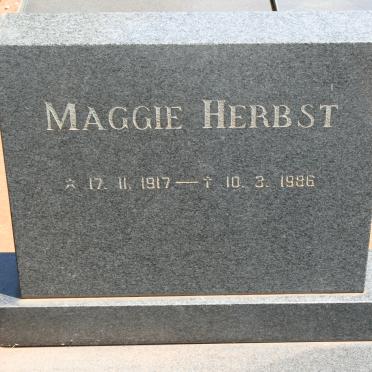 MAGGIE HERBST
☆ 17. 11. 1917 — † 10. 3. 1986